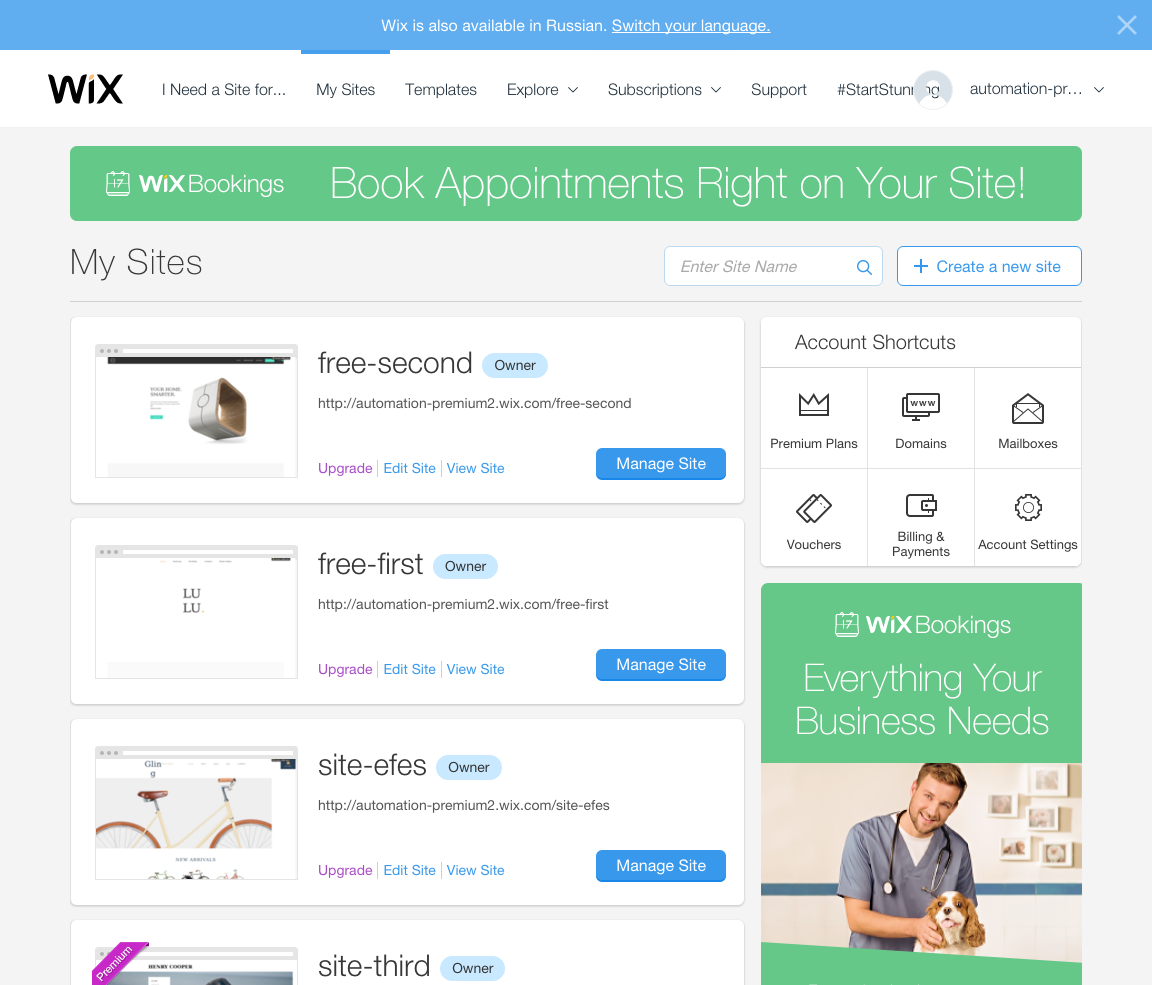 Wix is also available in Russian. Switch your language.
WiX
I Need a Site for...
My Sites
Templates
Explore
Subscriptions
Support
automation-pr...
WiX Bookings
Book Appointments Right on Your Site!
My Sites
Enter Site Name
Create a new site
free-second
Owner
http://automation-premium2.wix.com/free-second
Upgrade
Edit Site
View Site
Manage Site
YOUR HOME.
SMARTER.
free-first
Owner
http://automation-premium2.wix.com/free-first
Upgrade
Edit Site
View Site
Manage Site
LU
LU.
site-efes
Owner
http://automation-premium2.wix.com/site-efes
Upgrade
Edit Site
View Site
Manage Site
Glin
g
NEW ARRIVALS
site-third
Owner
Premium
HENRY COOPER
Account Shortcuts
Premium Plans
www
Domains
Mailboxes
Vouchers
Billing &
Payments
Account Settings
WiX Bookings
Everything Your
Business Needs